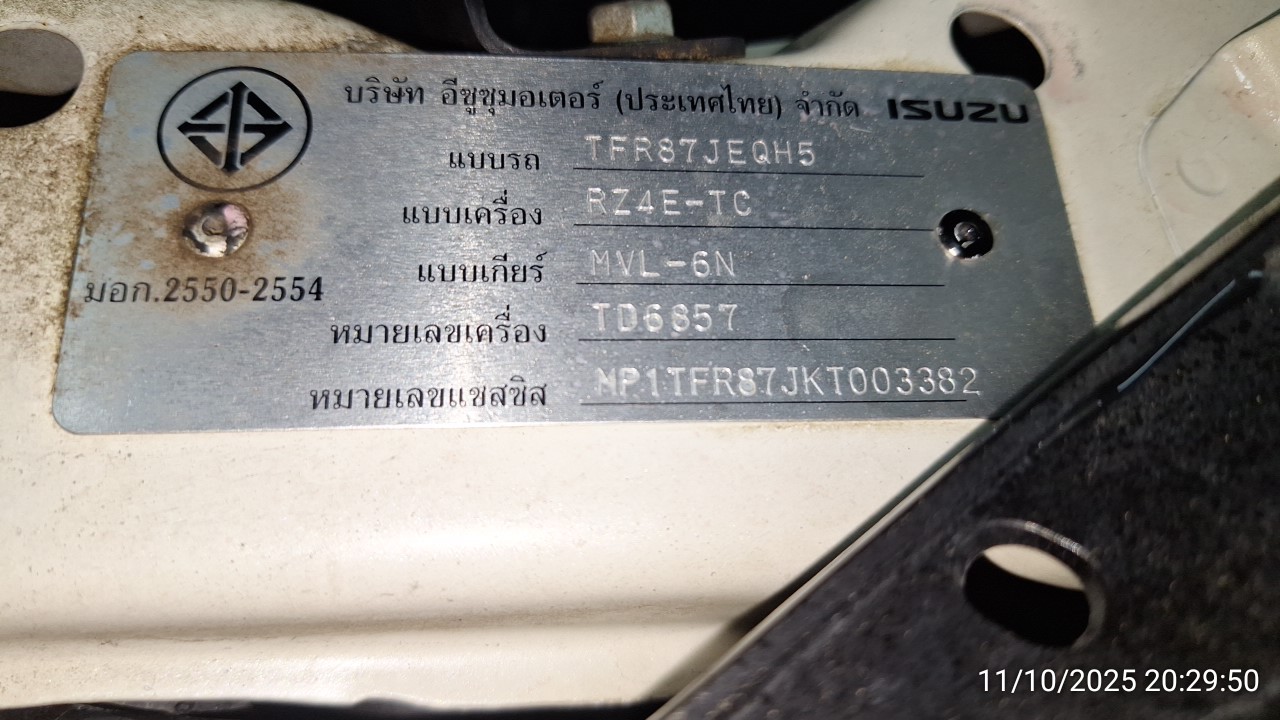 บริษัท อีซูซุมอเตอร์ (ประเทศไทย) จำกัด ISUZU
แบบรถ TFR87JEQH5
แบบเครื่อง RZ4E-TC
แบบเกียร์ MVL-6N
มอก.2550-2554
หมายเลขเครื่อง TD6857
หมายเลขแชสซิส MP1TFR87JKT003382
11/10/2025 20:29:50